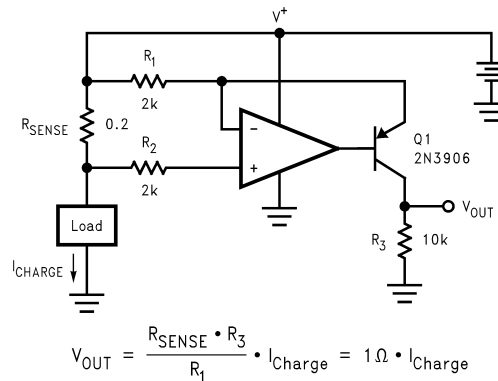 V+
R1
2k
RSENSE 0.2
R2
2k
−
+
Q1
2N3906
VOUT
Load
ICHARGE
R3 10k
VOUT = RSENSE • R3 / R1 • ICharge = 1Ω • ICharge